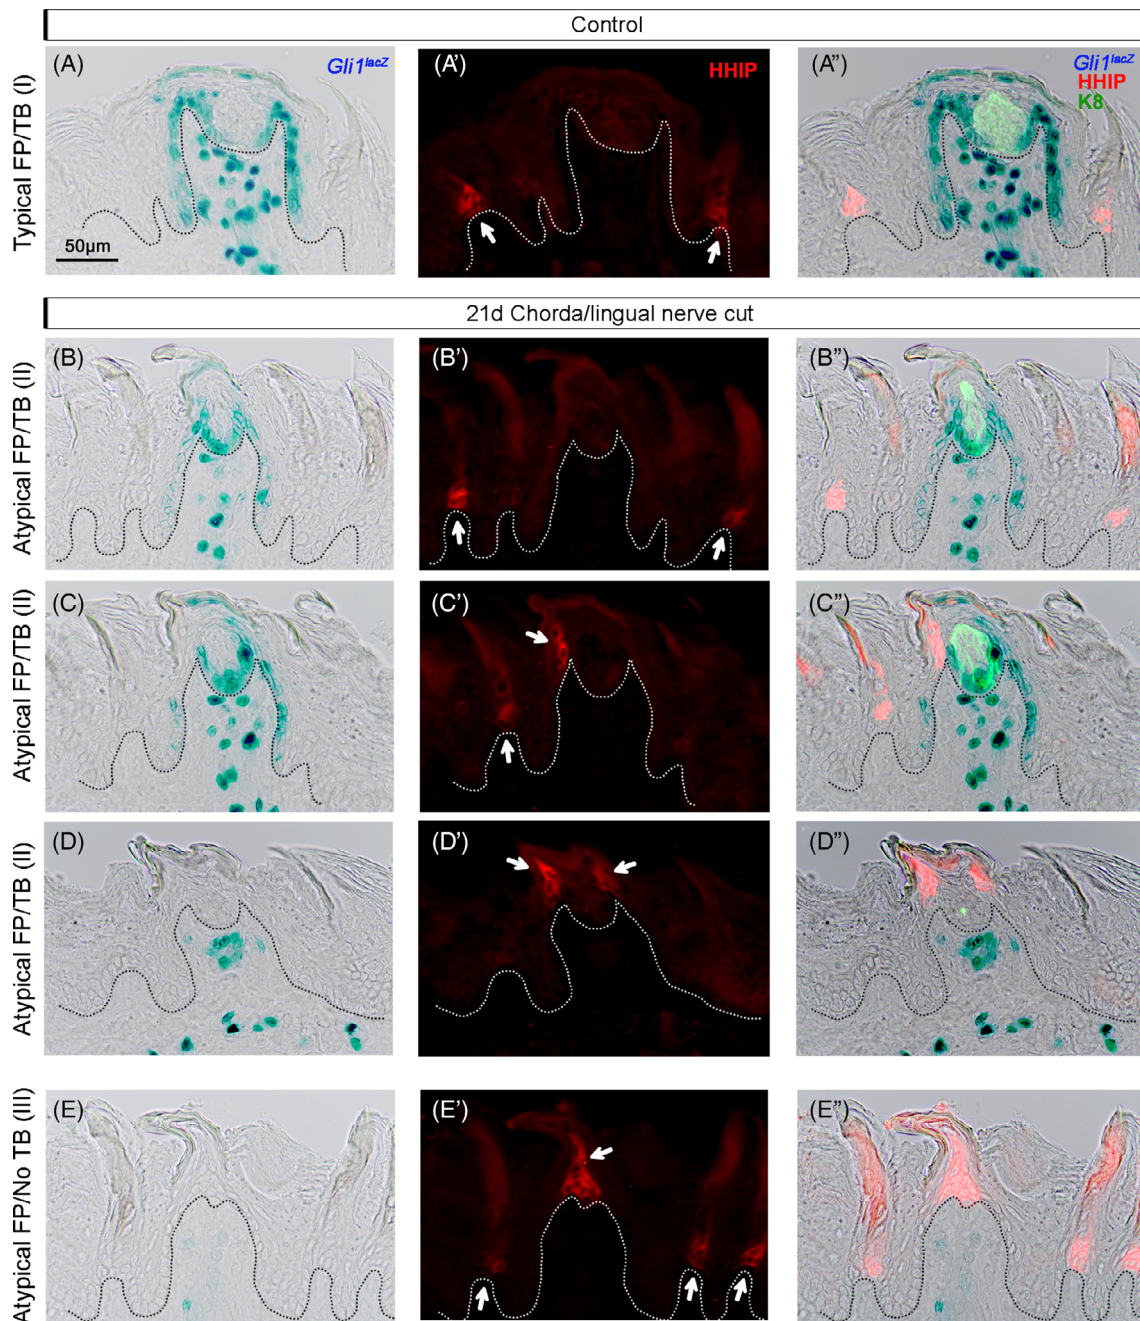 Control
Typical FP/TB (I)
(A)
Gli1lacZ
50µm
(A')
HHIP
(A")
Gli1lacZ
HHIP
K8
21d Chorda/lingual nerve cut
Atypical FP/TB (II)
(B)
(B')
(B")
Atypical FP/TB (II)
(C)
(C')
(C")
Atypical FP/TB (II)
(D)
(D')
(D")
Atypical FP/No TB (III)
(E)
(E')
(E")